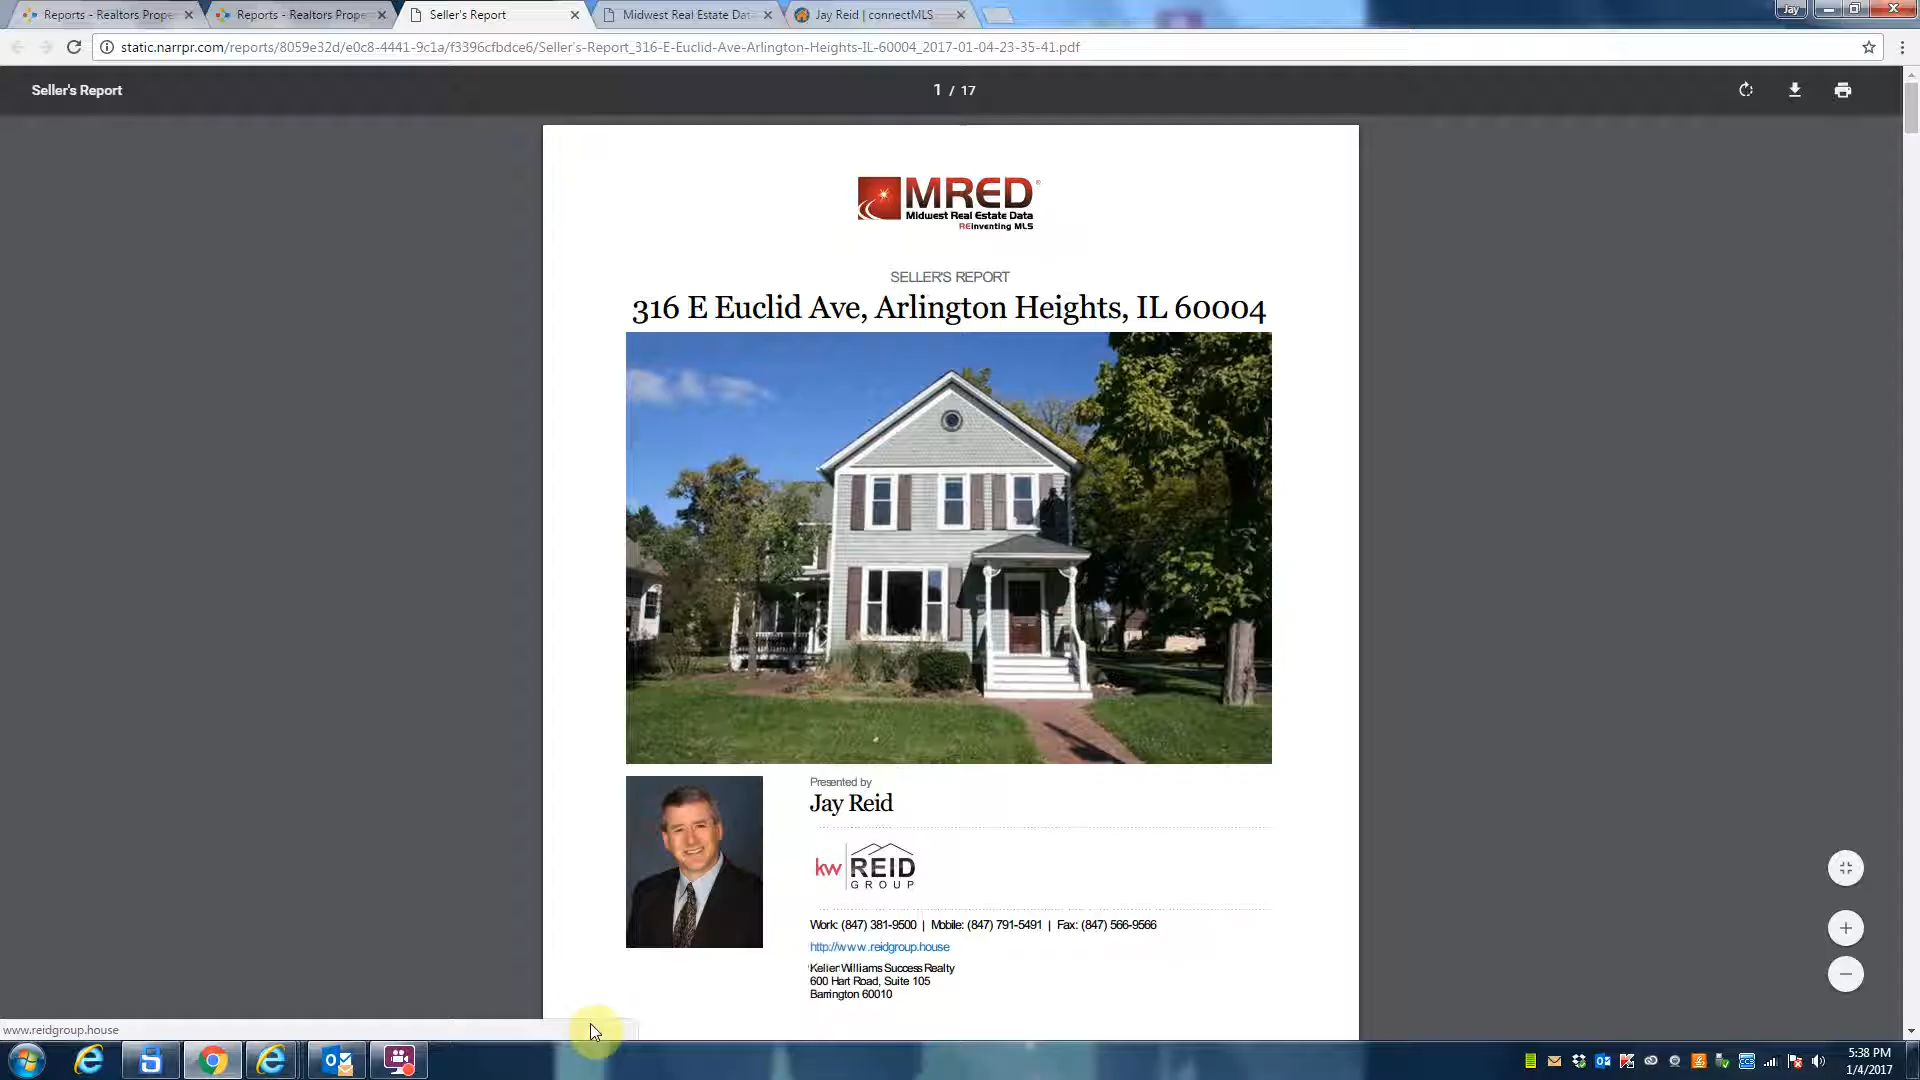 Reports - Realtors Prope
Reports - Realtors Prope
Seller's Report
Midwest Real Estate Dat
Jay Reid | connectMLS
Jay
static.narrpr.com/reports/8059e32d/e0c8-4441-9c1a/f3396cfbdce6/Seller's-Report_316-E-Euclid-Ave-Arlington-Heights-IL-60004_2017-01-04-23-35-41.pdf
Seller's Report
1 / 17
MRED®
Midwest Real Estate Data
REinventing MLS
SELLER'S REPORT
316 E Euclid Ave, Arlington Heights, IL 60004
Presented by
Jay Reid
kw REID
GROUP
Work: (847) 381-9500 | Mobile: (847) 791-5491 | Fax: (847) 566-9566
http://www.reidgroup.house
Keller Williams Success Realty
600 Hart Road, Suite 105
Barrington 60010
www.reidgroup.house
5:38 PM
1/4/2017